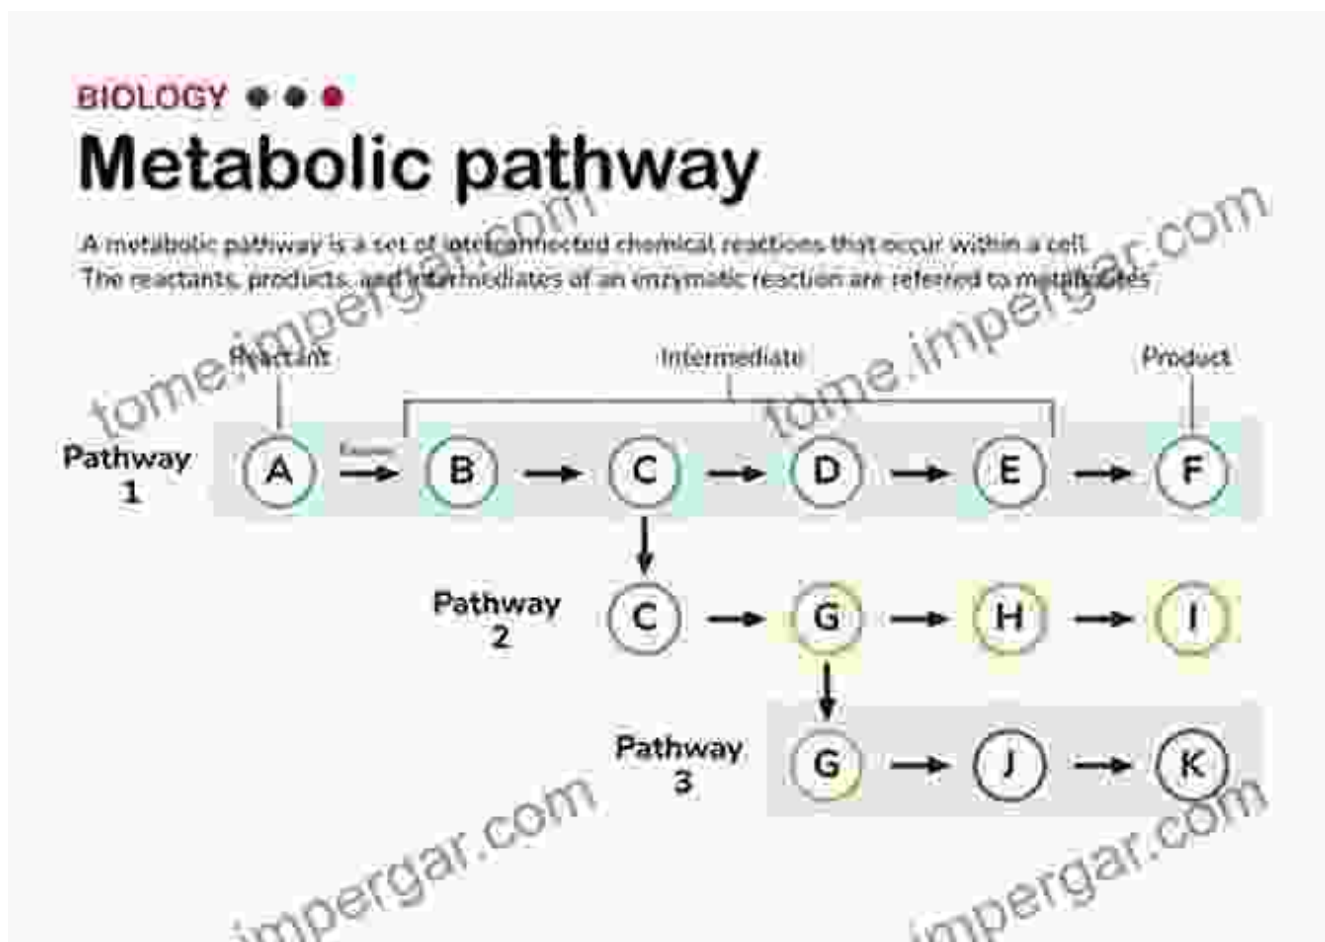 BIOLOGY
Metabolic pathway
A metabolic pathway is a set of interconnected chemical reactions that occur within a cell
The reactants, products, and intermediates of an enzymatic reaction are referred to metabolites
Reactant Intermediate Product
Pathway 1
A B C D E F
Pathway 2
C G H I
Pathway 3
G J K
tome.impergar.com
tome.impergar.com
impergar.com
impergar.com